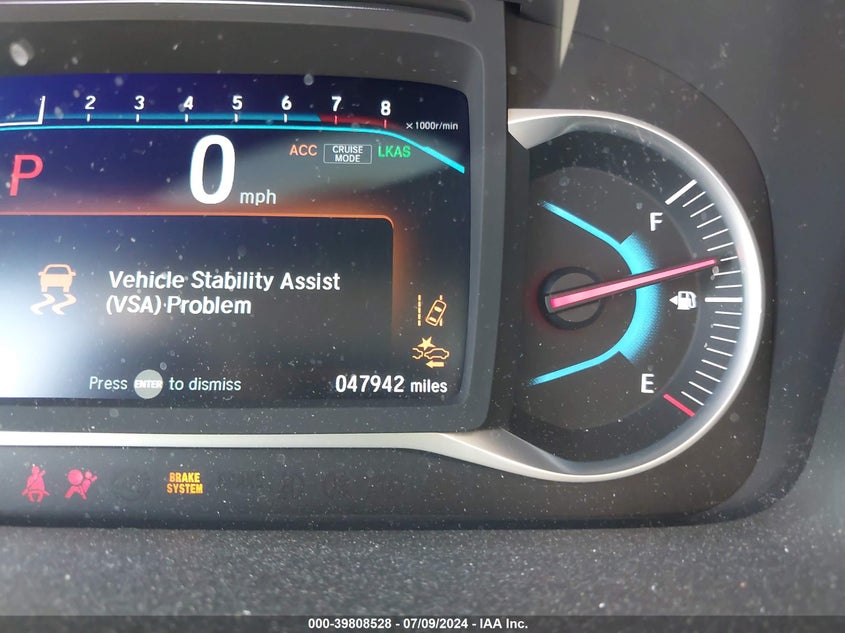 2 3 4 5 6 7 8
×1000r/min
P 0 mph
ACC CRUISE MODE LKAS
F
Vehicle Stability Assist
(VSA) Problem
Press ENTER to dismiss
047942 miles
E
BRAKE
SYSTEM
000-39808528 - 07/09/2024 - IAA Inc.